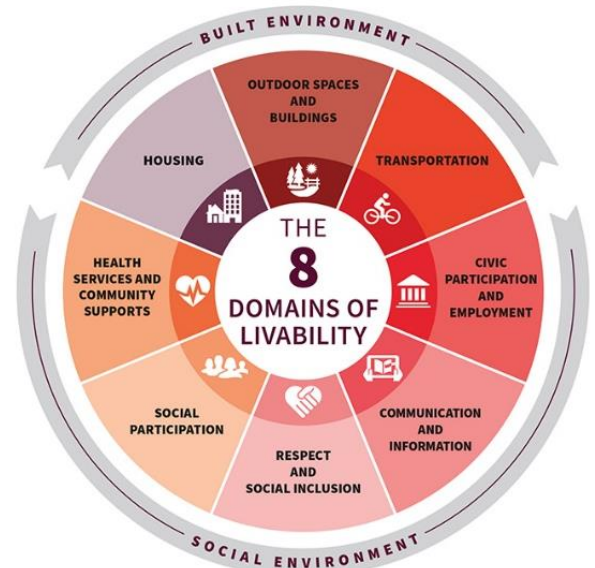 BUILT ENVIRONMENT
OUTDOOR SPACES
AND
BUILDINGS
HOUSING
TRANSPORTATION
THE
8
DOMAINS OF
LIVABILITY
HEALTH
SERVICES AND
COMMUNITY
SUPPORTS
CIVIC
PARTICIPATION
AND
EMPLOYMENT
SOCIAL
PARTICIPATION
COMMUNICATION
AND
INFORMATION
RESPECT
AND
SOCIAL INCLUSION
SOCIAL ENVIRONMENT